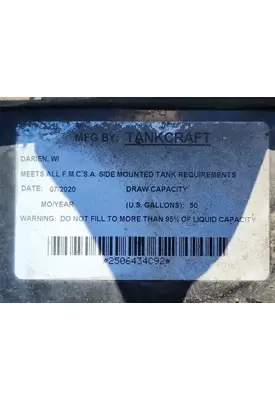 MFG BY: TANKCRAFT
DARIEN, WI
MEETS ALL F.M.C.S.A. SIDE MOUNTED TANK REQUIREMENTS
DATE: 07/2020 DRAW CAPACITY
MO/YEAR (U.S. GALLONS): 50
WARNING: DO NOT FILL TO MORE THAN 95% OF LIQUID CAPACITY
*2506434C92*